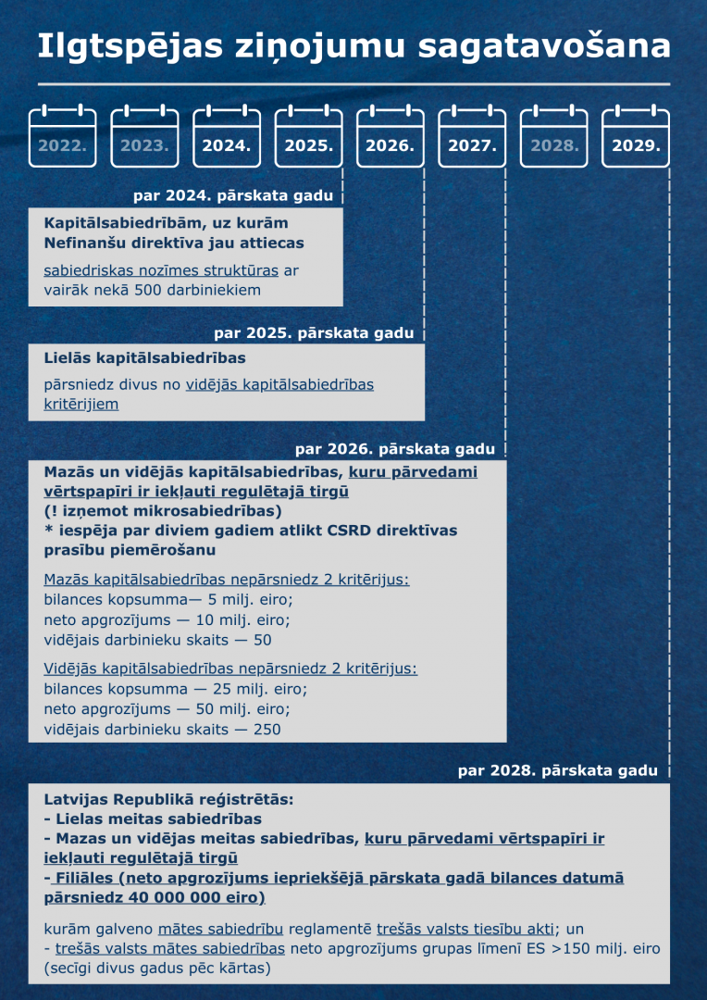 Ilgtspējas ziņojumu sagatavošana
2022. 2023. 2024. 2025. 2026. 2027. 2028. 2029.
par 2024. pārskata gadu
Kapitālsabiedrībām, uz kurām
Nefinanšu direktīva jau attiecas
sabiedriskas nozīmes struktūras ar
vairāk nekā 500 darbiniekiem
par 2025. pārskata gadu
Lielās kapitālsabiedrības
pārsniedz divus no vidējās kapitālsabiedrības
kritērijiem
par 2026. pārskata gadu
Mazās un vidējās kapitālsabiedrības, kuru pārvedami
vērtspapīri ir iekļauti regulētajā tirgū
(! izņemot mikrosabiedrības)
* iespēja par diviem gadiem atlikt CSRD direktīvas
prasību piemērošanu
Mazās kapitālsabiedrības nepārsniedz 2 kritērijus:
bilances kopsumma— 5 milj. eiro;
neto apgrozījums — 10 milj. eiro;
vidējais darbinieku skaits — 50
Vidējās kapitālsabiedrības nepārsniedz 2 kritērijus:
bilances kopsumma — 25 milj. eiro;
neto apgrozījums — 50 milj. eiro;
vidējais darbinieku skaits — 250
par 2028. pārskata gadu
Latvijas Republikā reģistrētās:
- Lielas meitas sabiedrības
- Mazas un vidējās meitas sabiedrības, kuru pārvedami vērtspapīri ir
iekļauti regulētajā tirgū
- Filiāles (neto apgrozījums iepriekšējā pārskata gadā bilances datumā
pārsniedz 40 000 000 eiro)
kurām galveno mātes sabiedrību reglamentē trešās valsts tiesību akti; un
- trešās valsts mātes sabiedrības neto apgrozījums grupas līmenī ES >150 milj. eiro
(secīgi divus gadus pēc kārtas)